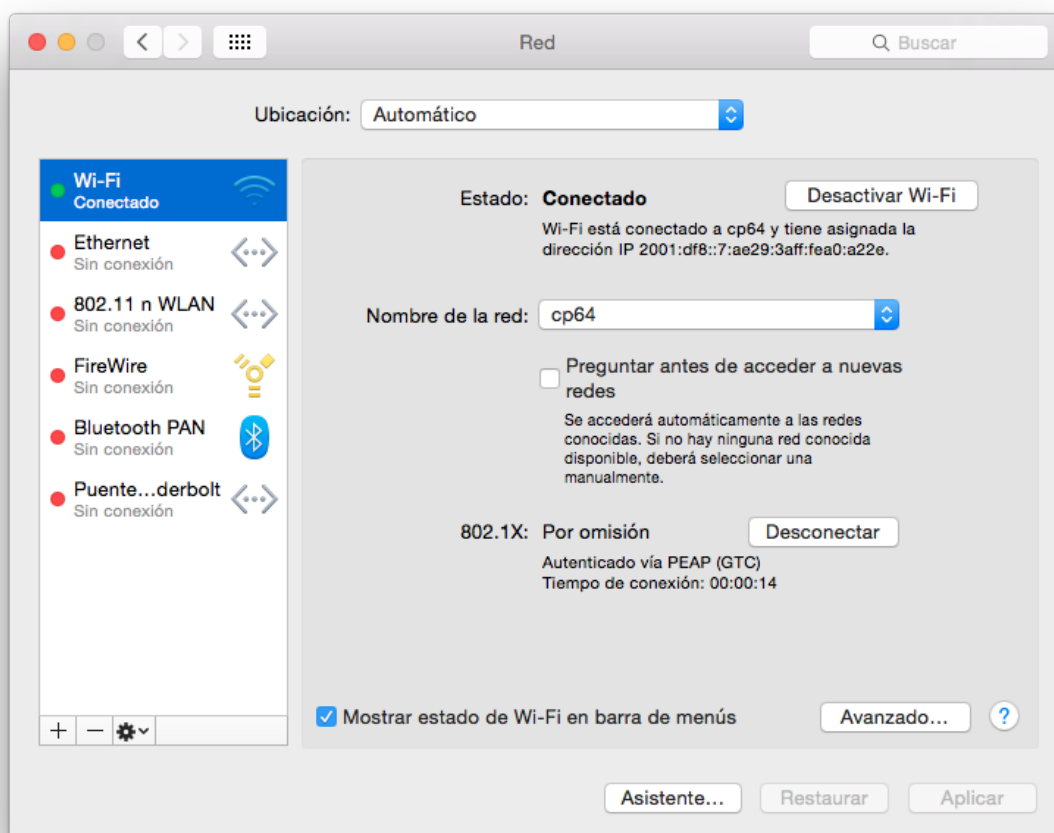 Red
Buscar
Ubicación: Automático
Wi-Fi
Conectado
Ethernet
Sin conexión
802.11 n WLAN
Sin conexión
FireWire
Sin conexión
Bluetooth PAN
Sin conexión
Puente...derbolt
Sin conexión
Estado: Conectado
Desactivar Wi-Fi
Wi-Fi está conectado a cp64 y tiene asignada la
dirección IP 2001:df8::7:ae29:3aff:fea0:a22e.
Nombre de la red: cp64
Preguntar antes de acceder a nuevas
redes
Se accederá automáticamente a las redes
conocidas. Si no hay ninguna red conocida
disponible, deberá seleccionar una
manualmente.
802.1X: Por omisión
Desconectar
Autenticado vía PEAP (GTC)
Tiempo de conexión: 00:00:14
Mostrar estado de Wi-Fi en barra de menús
Avanzado...
?
Asistente...
Restaurar
Aplicar